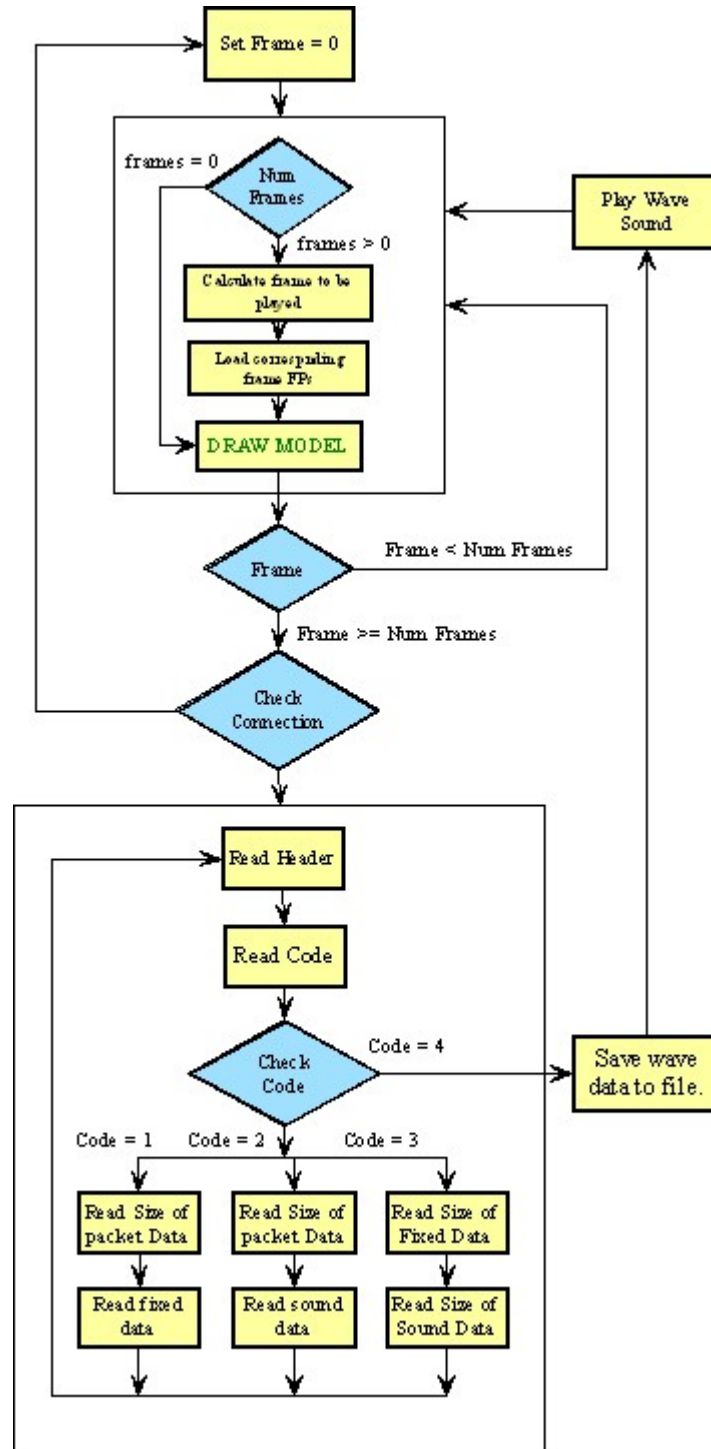 Set Frame = 0
frames = 0
Num
Frames
Play Wave
Sound
frames > 0
Calculate frame to be
played
Load correspnding
frame FPs
DRAW MODEL
Frame < Num Frames
Frame
Frame >= Num Frames
Check
Connection
Read Header
Read Code
Code = 4
Check
Code
Save wave
data to file.
Code = 1
Code = 2
Code = 3
Read Size of
packet Data
Read Size of
packet Data
Read Size of
Fixed Data
Read fixed
data
Read sound
data
Read Size of
Sound Data